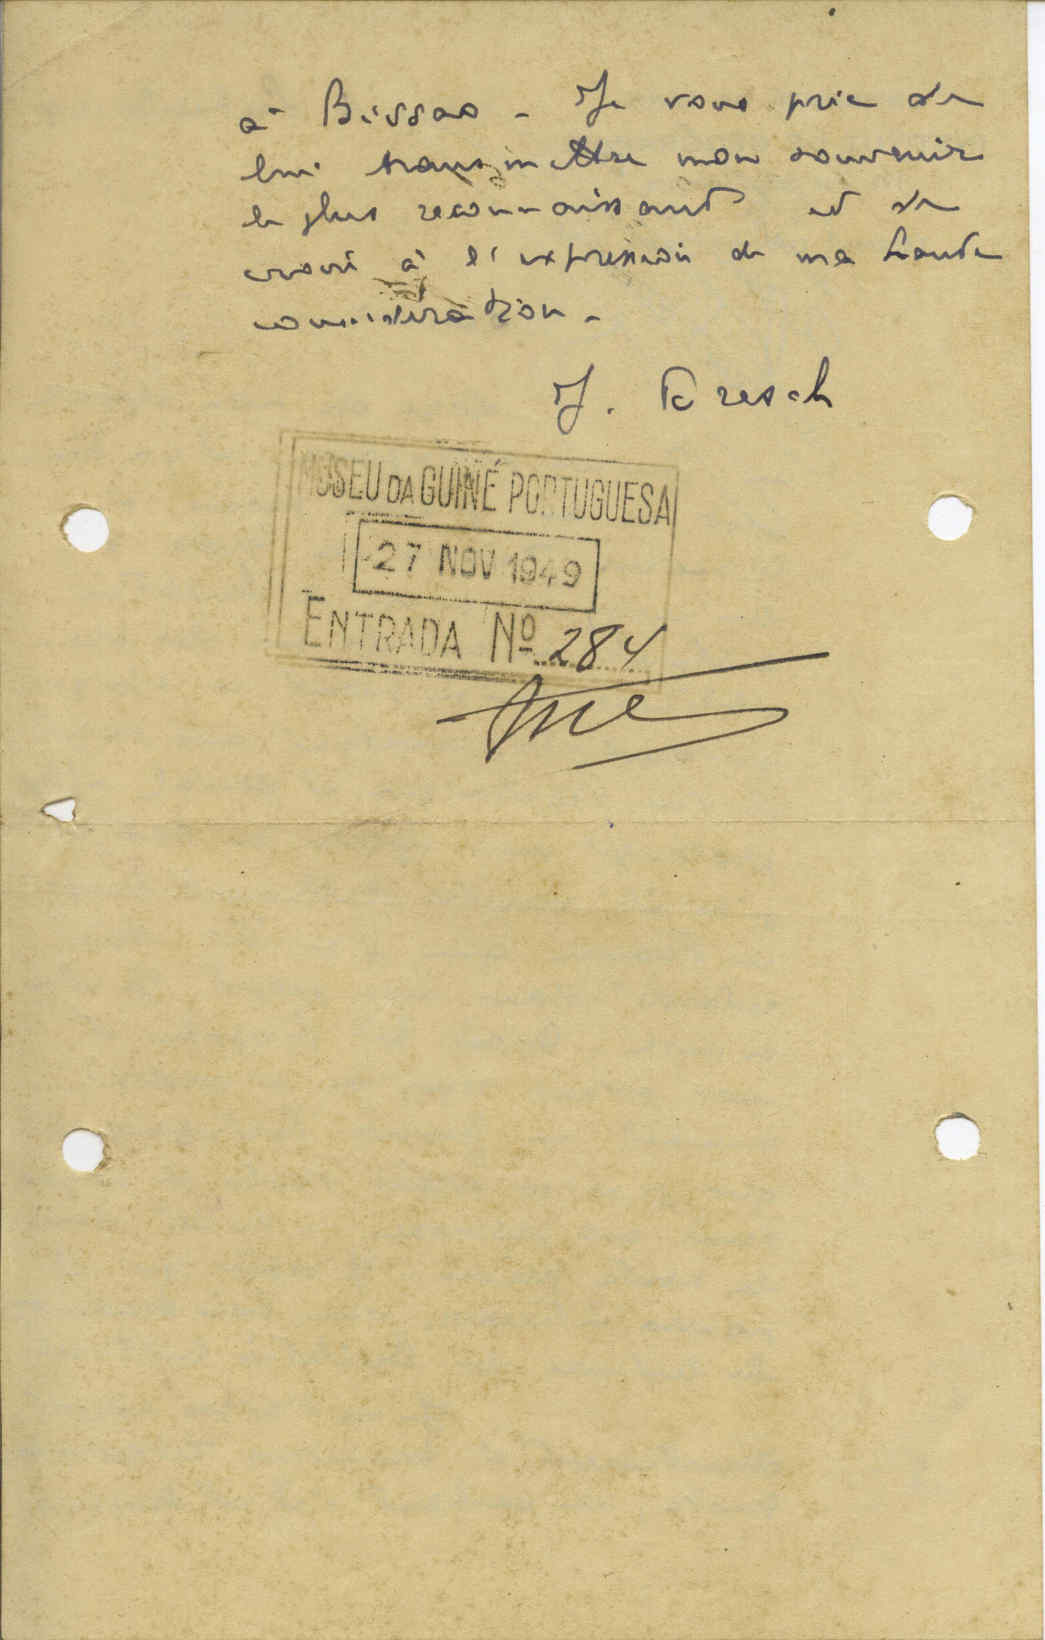 à Bissao - Je vous prie de
lui transmettre mon souvenir
le plus reconnaissant et de
croire à l'expression de ma haute
considération -
J. Dresch
MUSEU DA GUINÉ PORTUGUESA
27 NOV 1949
ENTRADA Nº 284